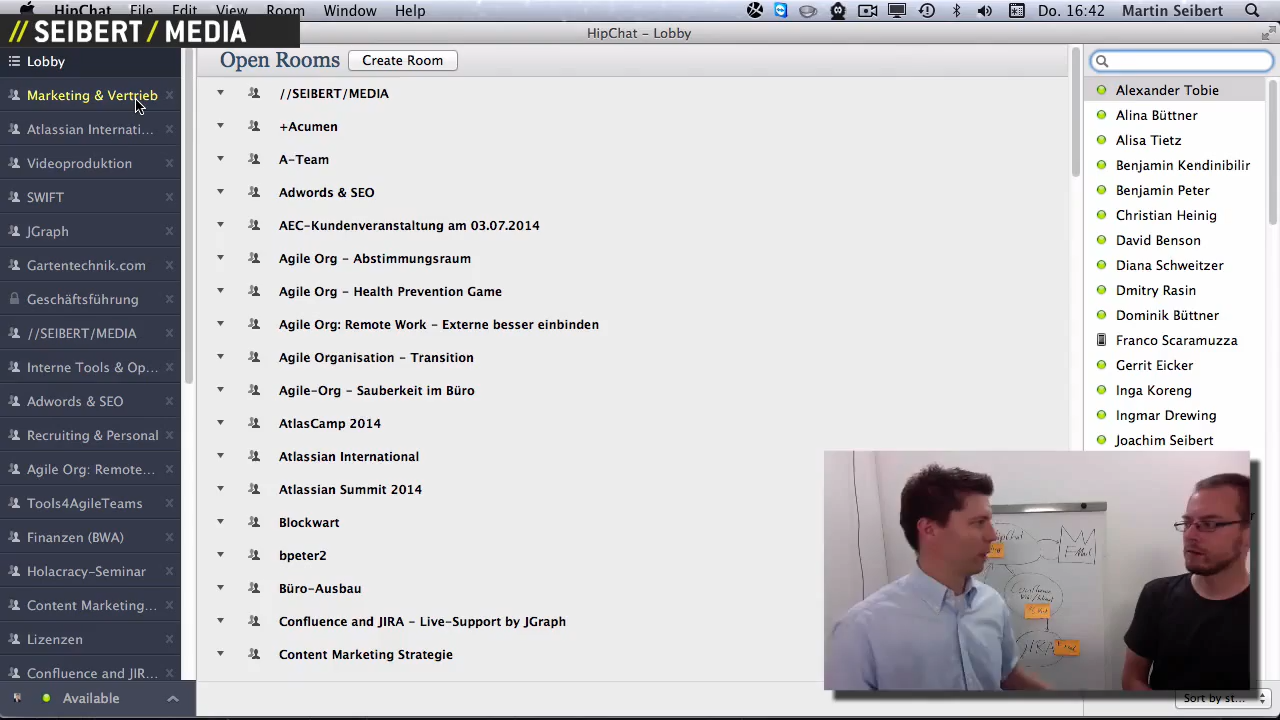 HipChat File Edit View Room Window Help Do. 16:42 Martin Seibert
// SEIBERT / MEDIA
HipChat – Lobby
Lobby
Marketing & Vertrieb
Atlassian Internati...
Videoproduktion
SWIFT
JGraph
Gartentechnik.com
Geschäftsführung
//SEIBERT/MEDIA
Interne Tools & Op...
Adwords & SEO
Recruiting & Personal
Agile Org: Remote...
Tools4AgileTeams
Finanzen (BWA)
Holacracy-Seminar
Content Marketing...
Lizenzen
Confluence and JIR...
Available
Open Rooms
Create Room
//SEIBERT/MEDIA
+Acumen
A-Team
Adwords & SEO
AEC-Kundenveranstaltung am 03.07.2014
Agile Org – Abstimmungsraum
Agile Org – Health Prevention Game
Agile Org: Remote Work – Externe besser einbinden
Agile Organisation – Transition
Agile-Org – Sauberkeit im Büro
AtlasCamp 2014
Atlassian International
Atlassian Summit 2014
Blockwart
bpeter2
Büro-Ausbau
Confluence and JIRA – Live-Support by JGraph
Content Marketing Strategie
Alexander Tobie
Alina Büttner
Alisa Tietz
Benjamin Kendinibilir
Benjamin Peter
Christian Heinig
David Benson
Diana Schweitzer
Dmitry Rasin
Dominik Büttner
Franco Scaramuzza
Gerrit Eicker
Inga Koreng
Ingmar Drewing
Joachim Seibert
HipChat
E-Mail
Confluence
JIRA
Sort by st...